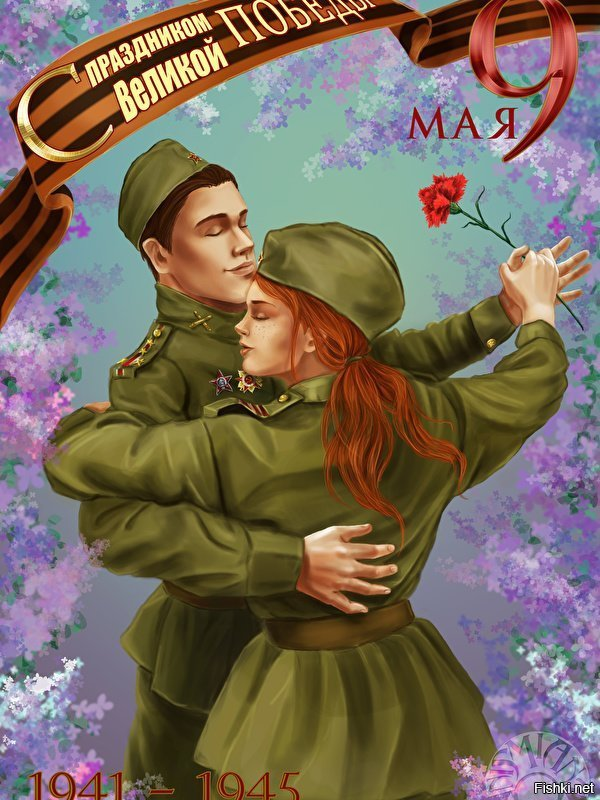 С ПРАЗДНИКОМ
ВЕЛИКОЙ ПОБЕДЫ
9
МАЯ
1941 - 1945
Fishki.net